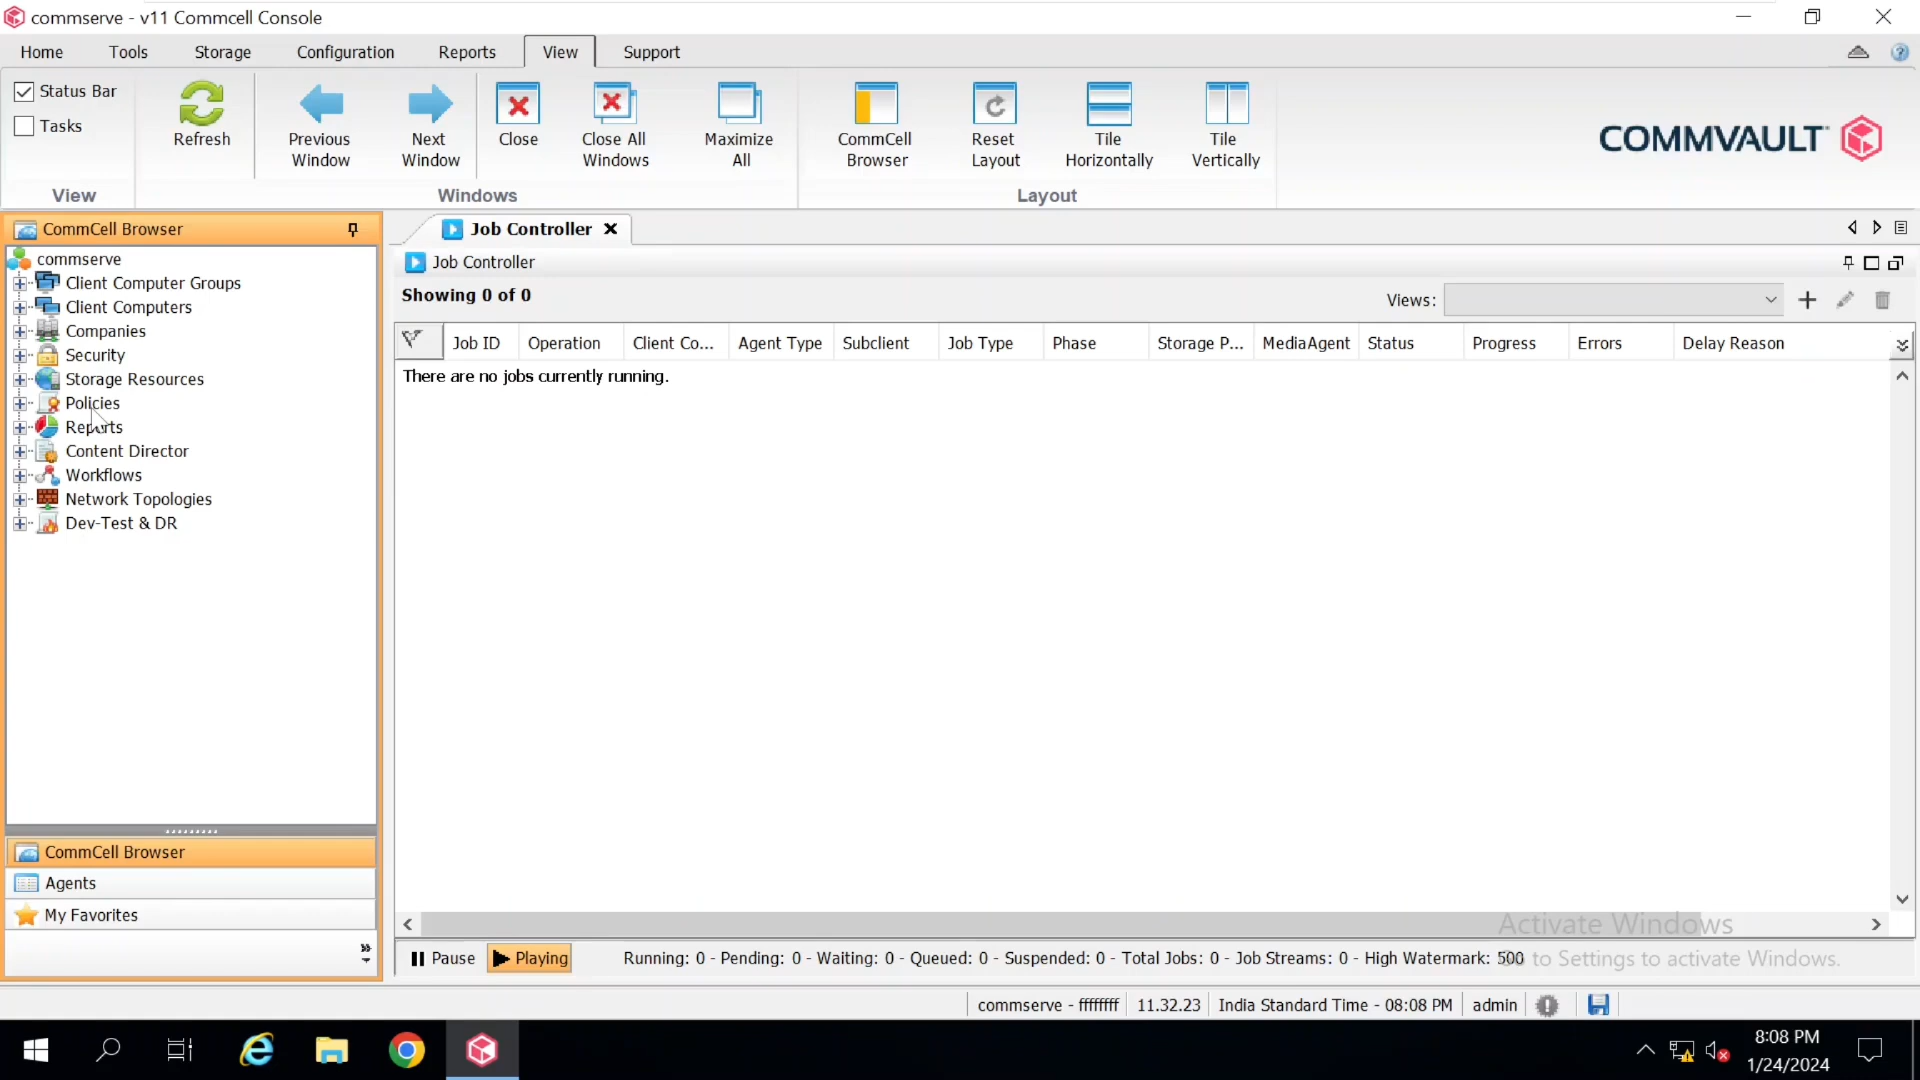 commserve - v11 Commcell Console
Home Tools Storage Configuration Reports View Support
Status Bar
Tasks
Refresh
Previous Window
Next Window
Close
Close All Windows
Maximize All
CommCell Browser
Reset Layout
Tile Horizontally
Tile Vertically
COMMVAULT
View Windows Layout
CommCell Browser
commserve
Client Computer Groups
Client Computers
Companies
Security
Storage Resources
Policies
Reports
Content Director
Workflows
Network Topologies
Dev-Test & DR
CommCell Browser
Agents
My Favorites
Job Controller
Job Controller
Showing 0 of 0
Views:
Job ID Operation Client Co... Agent Type Subclient Job Type Phase Storage P... MediaAgent Status Progress Errors Delay Reason
There are no jobs currently running.
Activate Windows
Pause Playing Running: 0 - Pending: 0 - Waiting: 0 - Queued: 0 - Suspended: 0 - Total Jobs: 0 - Job Streams: 0 - High Watermark: 500
to Settings to activate Windows.
commserve - ffffffff 11.32.23 India Standard Time - 08:08 PM admin
8:08 PM
1/24/2024